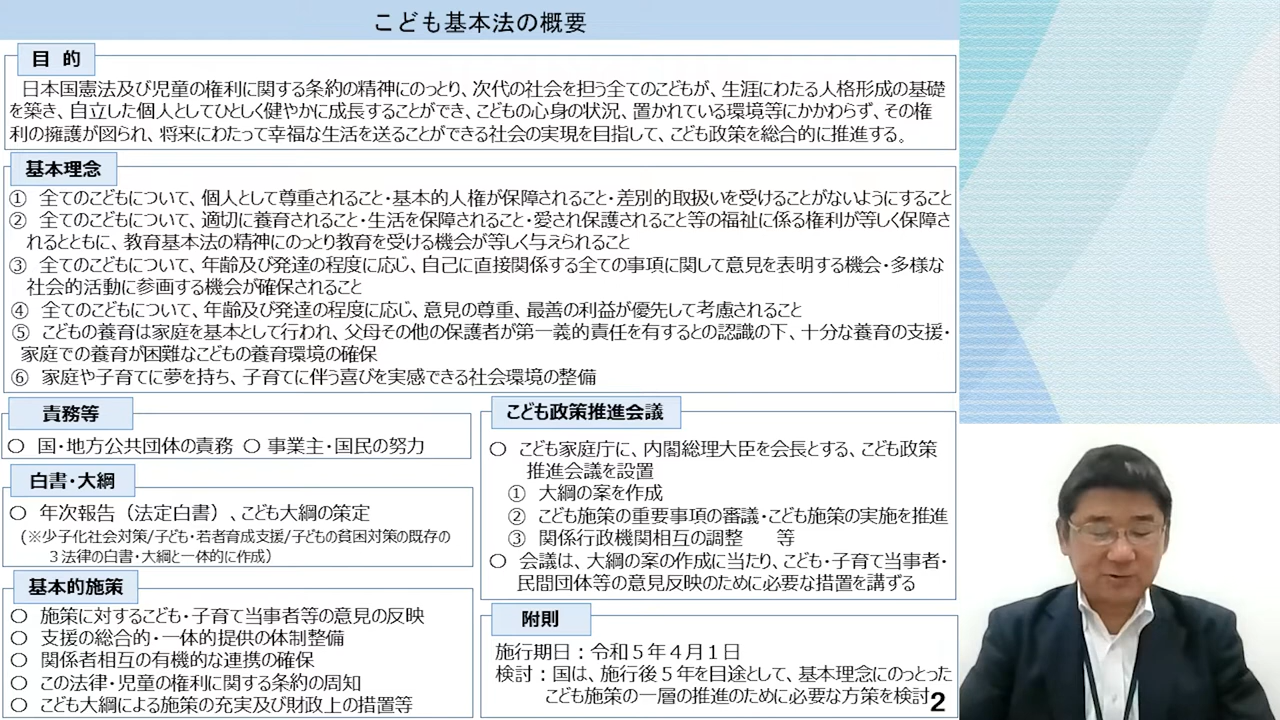 こども基本法の概要
目 的
日本国憲法及び児童の権利に関する条約の精神にのっとり、次代の社会を担う全てのこどもが、生涯にわたる人格形成の基礎
を築き、自立した個人としてひとしく健やかに成長することができ、こどもの心身の状況、置かれている環境等にかかわらず、その権
利の擁護が図られ、将来にわたって幸福な生活を送ることができる社会の実現を目指して、こども政策を総合的に推進する。
基本理念
① 全てのこどもについて、個人として尊重されること・基本的人権が保障されること・差別的取扱いを受けることがないようにすること
② 全てのこどもについて、適切に養育されること・生活を保障されること・愛され保護されること等の福祉に係る権利が等しく保障さ
れるとともに、教育基本法の精神にのっとり教育を受ける機会が等しく与えられること
③ 全てのこどもについて、年齢及び発達の程度に応じ、自己に直接関係する全ての事項に関して意見を表明する機会・多様な
社会的活動に参画する機会が確保されること
④ 全てのこどもについて、年齢及び発達の程度に応じ、意見の尊重、最善の利益が優先して考慮されること
⑤ こどもの養育は家庭を基本として行われ、父母その他の保護者が第一義的責任を有するとの認識の下、十分な養育の支援・
家庭での養育が困難なこどもの養育環境の確保
⑥ 家庭や子育てに夢を持ち、子育てに伴う喜びを実感できる社会環境の整備
責務等
○ 国・地方公共団体の責務 ○ 事業主・国民の努力
白書・大綱
○ 年次報告（法定白書）、こども大綱の策定
（※少子化社会対策/子ども・若者育成支援/子どもの貧困対策の既存の
３法律の白書・大綱と一体的に作成）
基本的施策
○ 施策に対するこども・子育て当事者等の意見の反映
○ 支援の総合的・一体的提供の体制整備
○ 関係者相互の有機的な連携の確保
○ この法律・児童の権利に関する条約の周知
○ こども大綱による施策の充実及び財政上の措置等
こども政策推進会議
○ こども家庭庁に、内閣総理大臣を会長とする、こども政策
推進会議を設置
① 大綱の案を作成
② こども施策の重要事項の審議・こども施策の実施を推進
③ 関係行政機関相互の調整 等
○ 会議は、大綱の案の作成に当たり、こども・子育て当事者・
民間団体等の意見反映のために必要な措置を講ずる
附則
施行期日：令和５年４月１日
検討：国は、施行後５年を目途として、基本理念にのっとった
こども施策の一層の推進のために必要な方策を検討
2